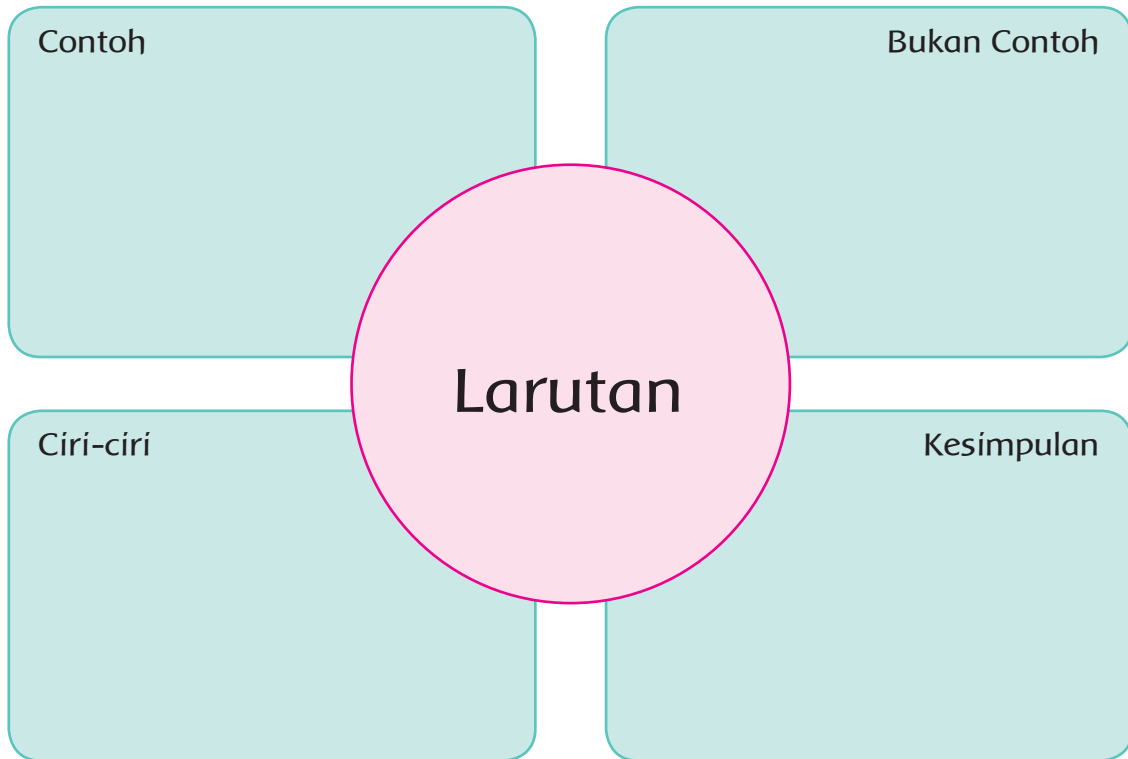 Contoh
Bukan Contoh
Larutan
Ciri-ciri
Kesimpulan